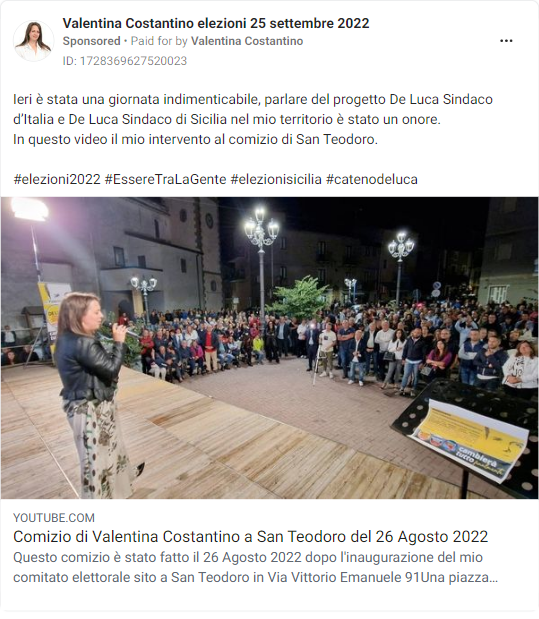 Valentina Costantino elezioni 25 settembre 2022
Sponsored • Paid for by Valentina Costantino
ID: 1728369627520023
Ieri è stata una giornata indimenticabile, parlare del progetto De Luca Sindaco
d'Italia e De Luca Sindaco di Sicilia nel mio territorio è stato un onore.
In questo video il mio intervento al comizio di San Teodoro.
#elezioni2022 #EssereTraLaGente #elezionisicilia #catenodeluca
cambierà
tutto
YOUTUBE.COM
Comizio di Valentina Costantino a San Teodoro del 26 Agosto 2022
Questo comizio è stato fatto il 26 Agosto 2022 dopo l'inaugurazione del mio
comitato elettorale sito a San Teodoro in Via Vittorio Emanuele 91Una piazza...